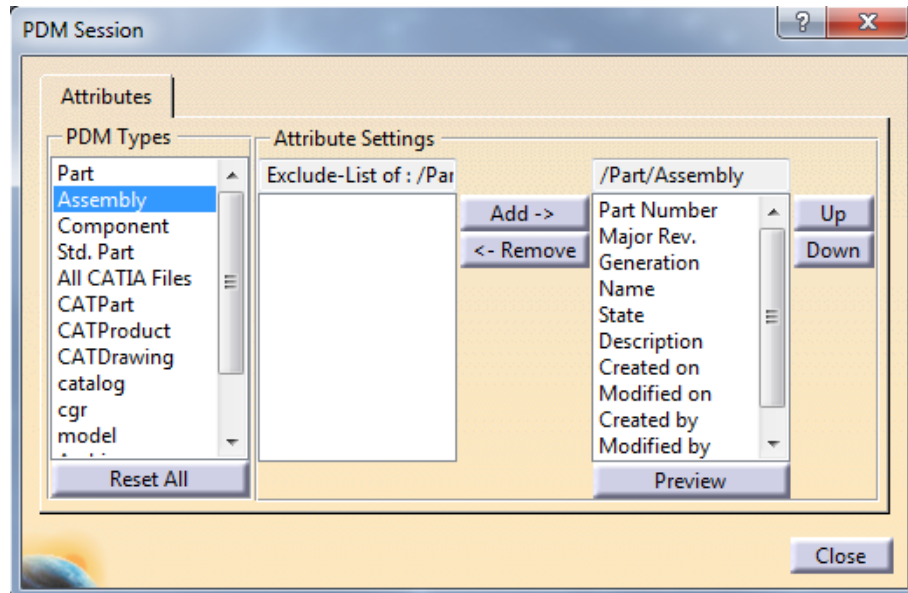 PDM Session
?
X
Attributes
PDM Types
Part
Assembly
Component
Std. Part
All CATIA Files
CATPart
CATProduct
CATDrawing
catalog
cgr
model
Reset All
Attribute Settings
Exclude-List of : /Par
Add ->
<- Remove
/Part/Assembly
Part Number
Major Rev.
Generation
Name
State
Description
Created on
Modified on
Created by
Modified by
Preview
Up
Down
Close